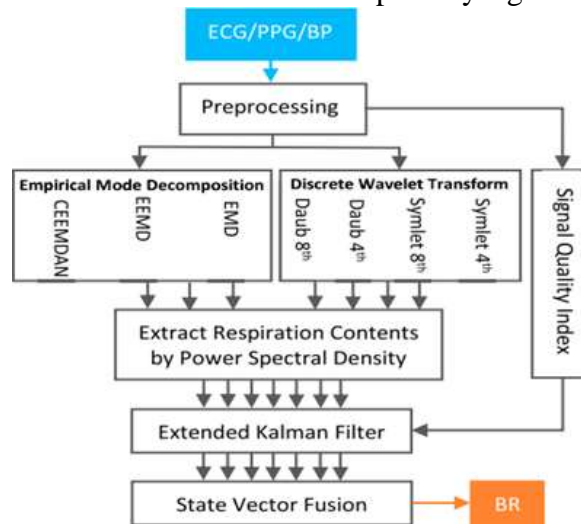 ECG/PPG/BP
Preprocessing
Empirical Mode Decomposition
CEEMDAN
EEMD
EMD
Discrete Wavelet Transform
Daub 8th
Daub 4th
Symlet 8th
Symlet 4th
Signal Quality Index
Extract Respiration Contents
by Power Spectral Density
Extended Kalman Filter
State Vector Fusion
BR